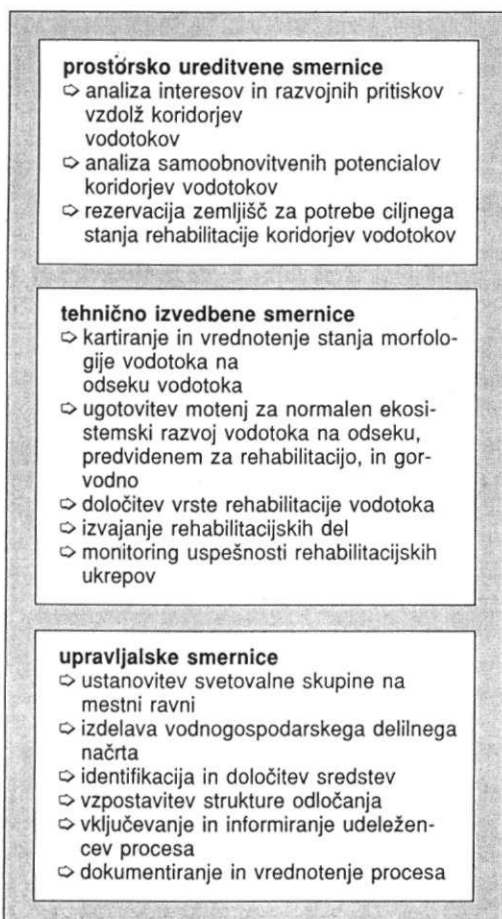 prostorsko ureditvene smernice
➪ analiza interesov in razvojnih pritiskov
vzdolž koridorjev
vodotokov
➪ analiza samoobnovitvenih potencialov
koridorjev vodotokov
➪ rezervacija zemljišč za potrebe ciljnega
stanja rehabilitacije koridorjev vodotokov
tehnično izvedbene smernice
➪ kartiranje in vrednotenje stanja morfolo-
gije vodotoka na
odseku vodotoka
➪ ugotovitev motenj za normalen ekosi-
stemski razvoj vodotoka na odseku,
predvidenem za rehabilitacijo, in gor-
vodno
➪ določitev vrste rehabilitacije vodotoka
➪ izvajanje rehabilitacijskih del
➪ monitoring uspešnosti rehabilitacijskih
ukrepov
upravljalske smernice
➪ ustanovitev svetovalne skupine na
mestni ravni
➪ izdelava vodnogospodarskega delilnega
načrta
➪ identifikacija in določitev sredstev
➪ vzpostavitev strukture odločanja
➪ vključevanje in informiranje udeležen-
cev procesa
➪ dokumentiranje in vrednotenje procesa